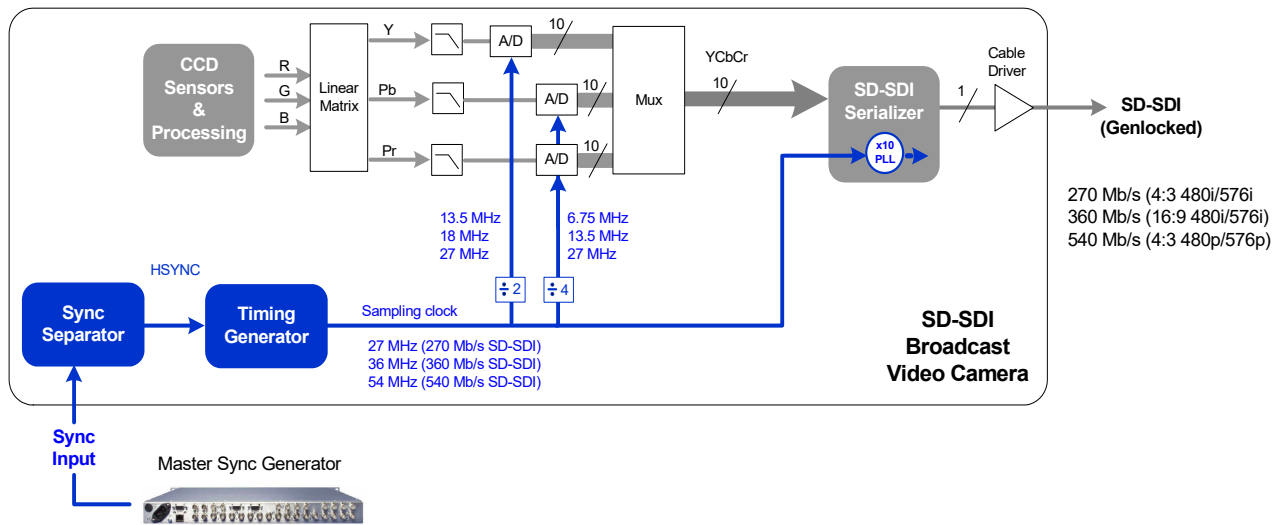 CCD
Sensors
&
Processing
R
G
B
Linear
Matrix
Y
Pb
Pr
A/D
A/D
A/D
10
10
10
Mux
YCbCr
10
SD-SDI
Serializer
x10
PLL
1
Cable
Driver
SD-SDI
(Genlocked)
270 Mb/s (4:3 480i/576i
360 Mb/s (16:9 480i/576i)
540 Mb/s (4:3 480p/576p)
13.5 MHz
18 MHz
27 MHz
6.75 MHz
13.5 MHz
27 MHz
÷2
÷4
HSYNC
Sync
Separator
Timing
Generator
Sampling clock
27 MHz (270 Mb/s SD-SDI)
36 MHz (360 Mb/s SD-SDI)
54 MHz (540 Mb/s SD-SDI)
SD-SDI
Broadcast
Video Camera
Sync
Input
Master Sync Generator